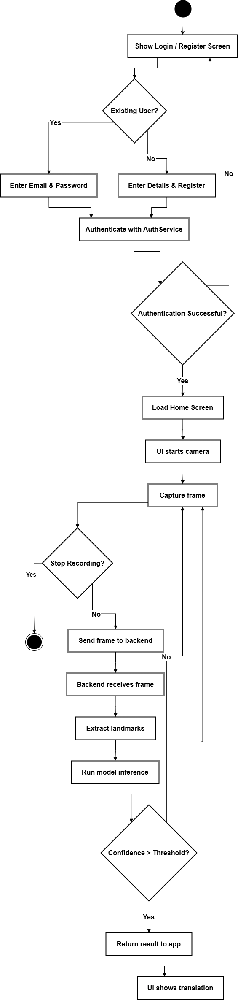 Show Login / Register Screen
Existing User?
Yes
No
Enter Email & Password
Enter Details & Register
No
Authenticate with AuthService
Authentication Successful?
Yes
Load Home Screen
UI starts camera
Capture frame
Stop Recording?
Yes
No
Send frame to backend
No
Backend receives frame
Extract landmarks
Run model inference
Confidence > Threshold?
Yes
Return result to app
UI shows translation